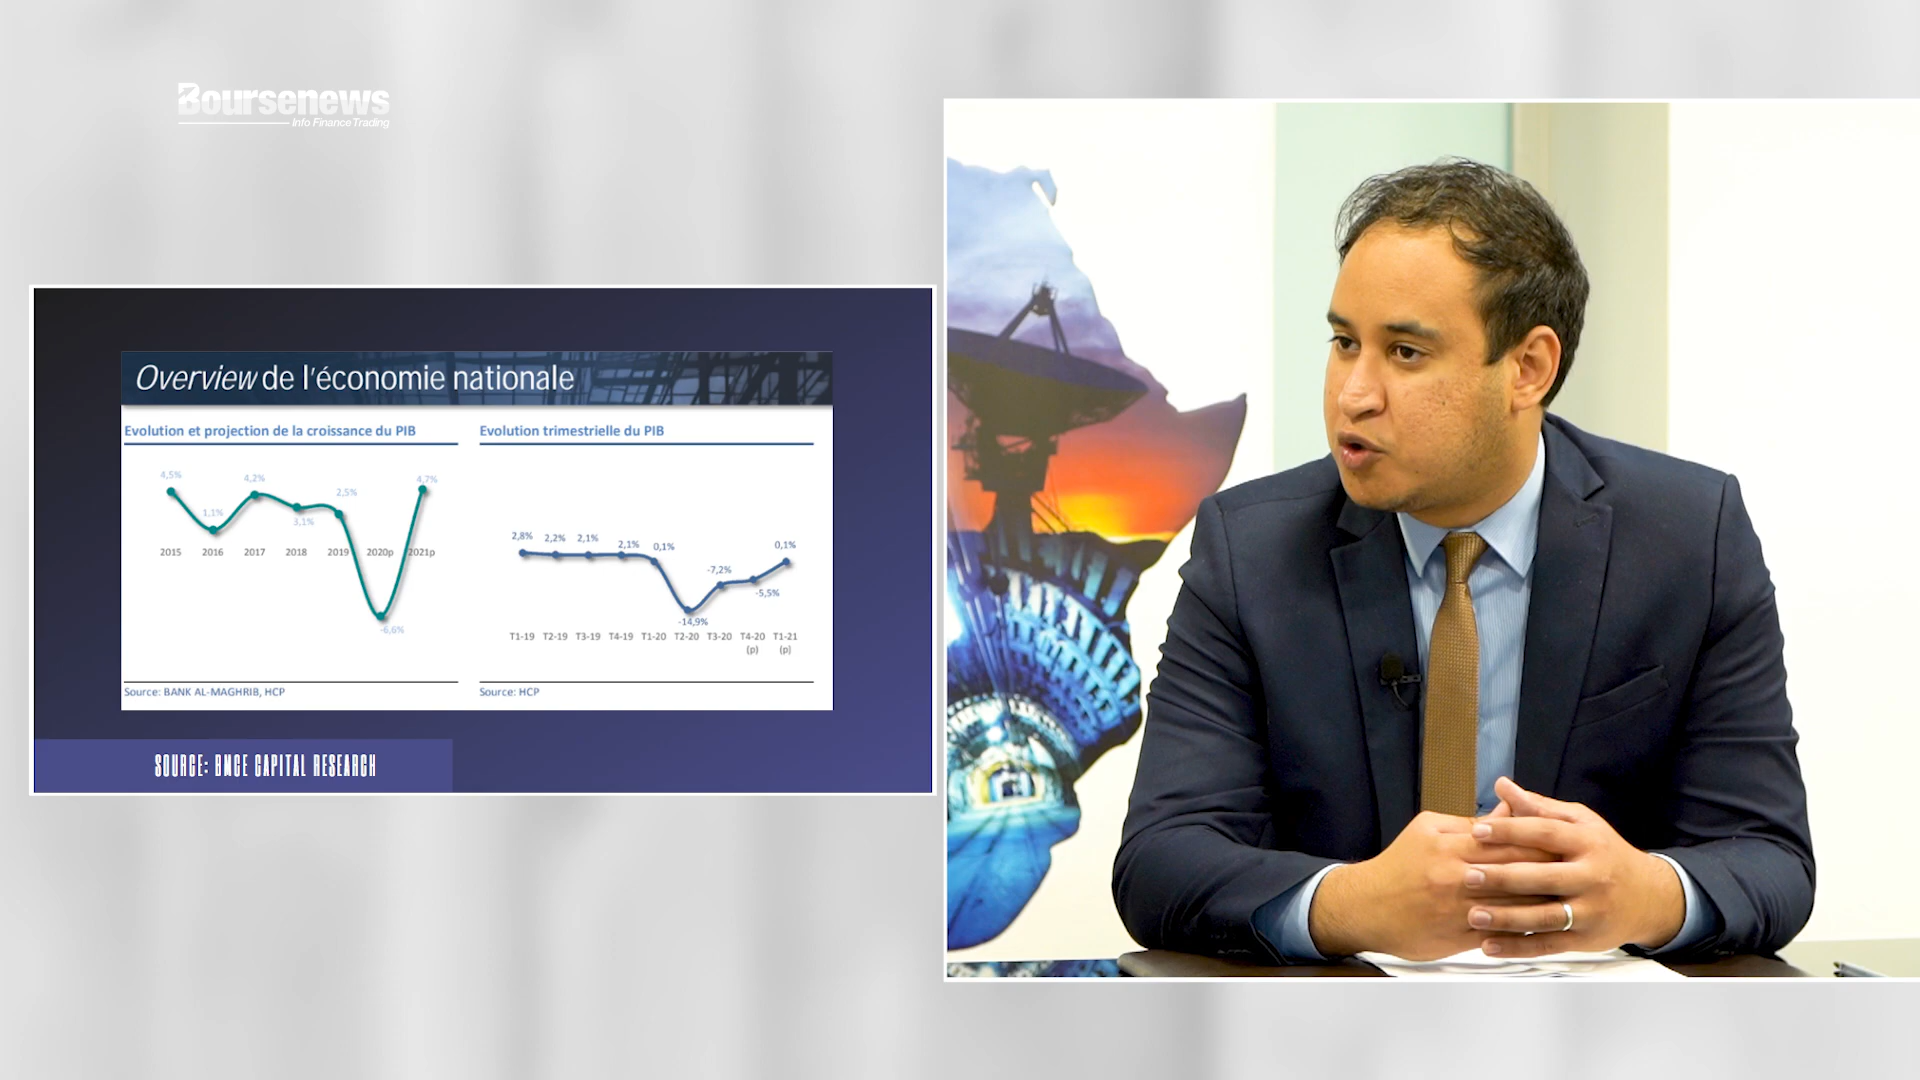 Boursenews
Info Finance Trading
Overview de l'économie nationale
Evolution et projection de la croissance du PIB
4,5%
1,1%
4,2%
3,1%
2,5%
-6,6%
4,7%
2015 2016 2017 2018 2019 2020p 2021p
Source: BANK AL-MAGHRIB, HCP
Evolution trimestrielle du PIB
2,8% 2,2% 2,1% 2,1% 0,1% -14,9% -7,2% -5,5% 0,1%
T1-19 T2-19 T3-19 T4-19 T1-20 T2-20 T3-20 T4-20 T1-21
(p) (p)
Source: HCP
SOURCE: BMCE CAPITAL RESEARCH